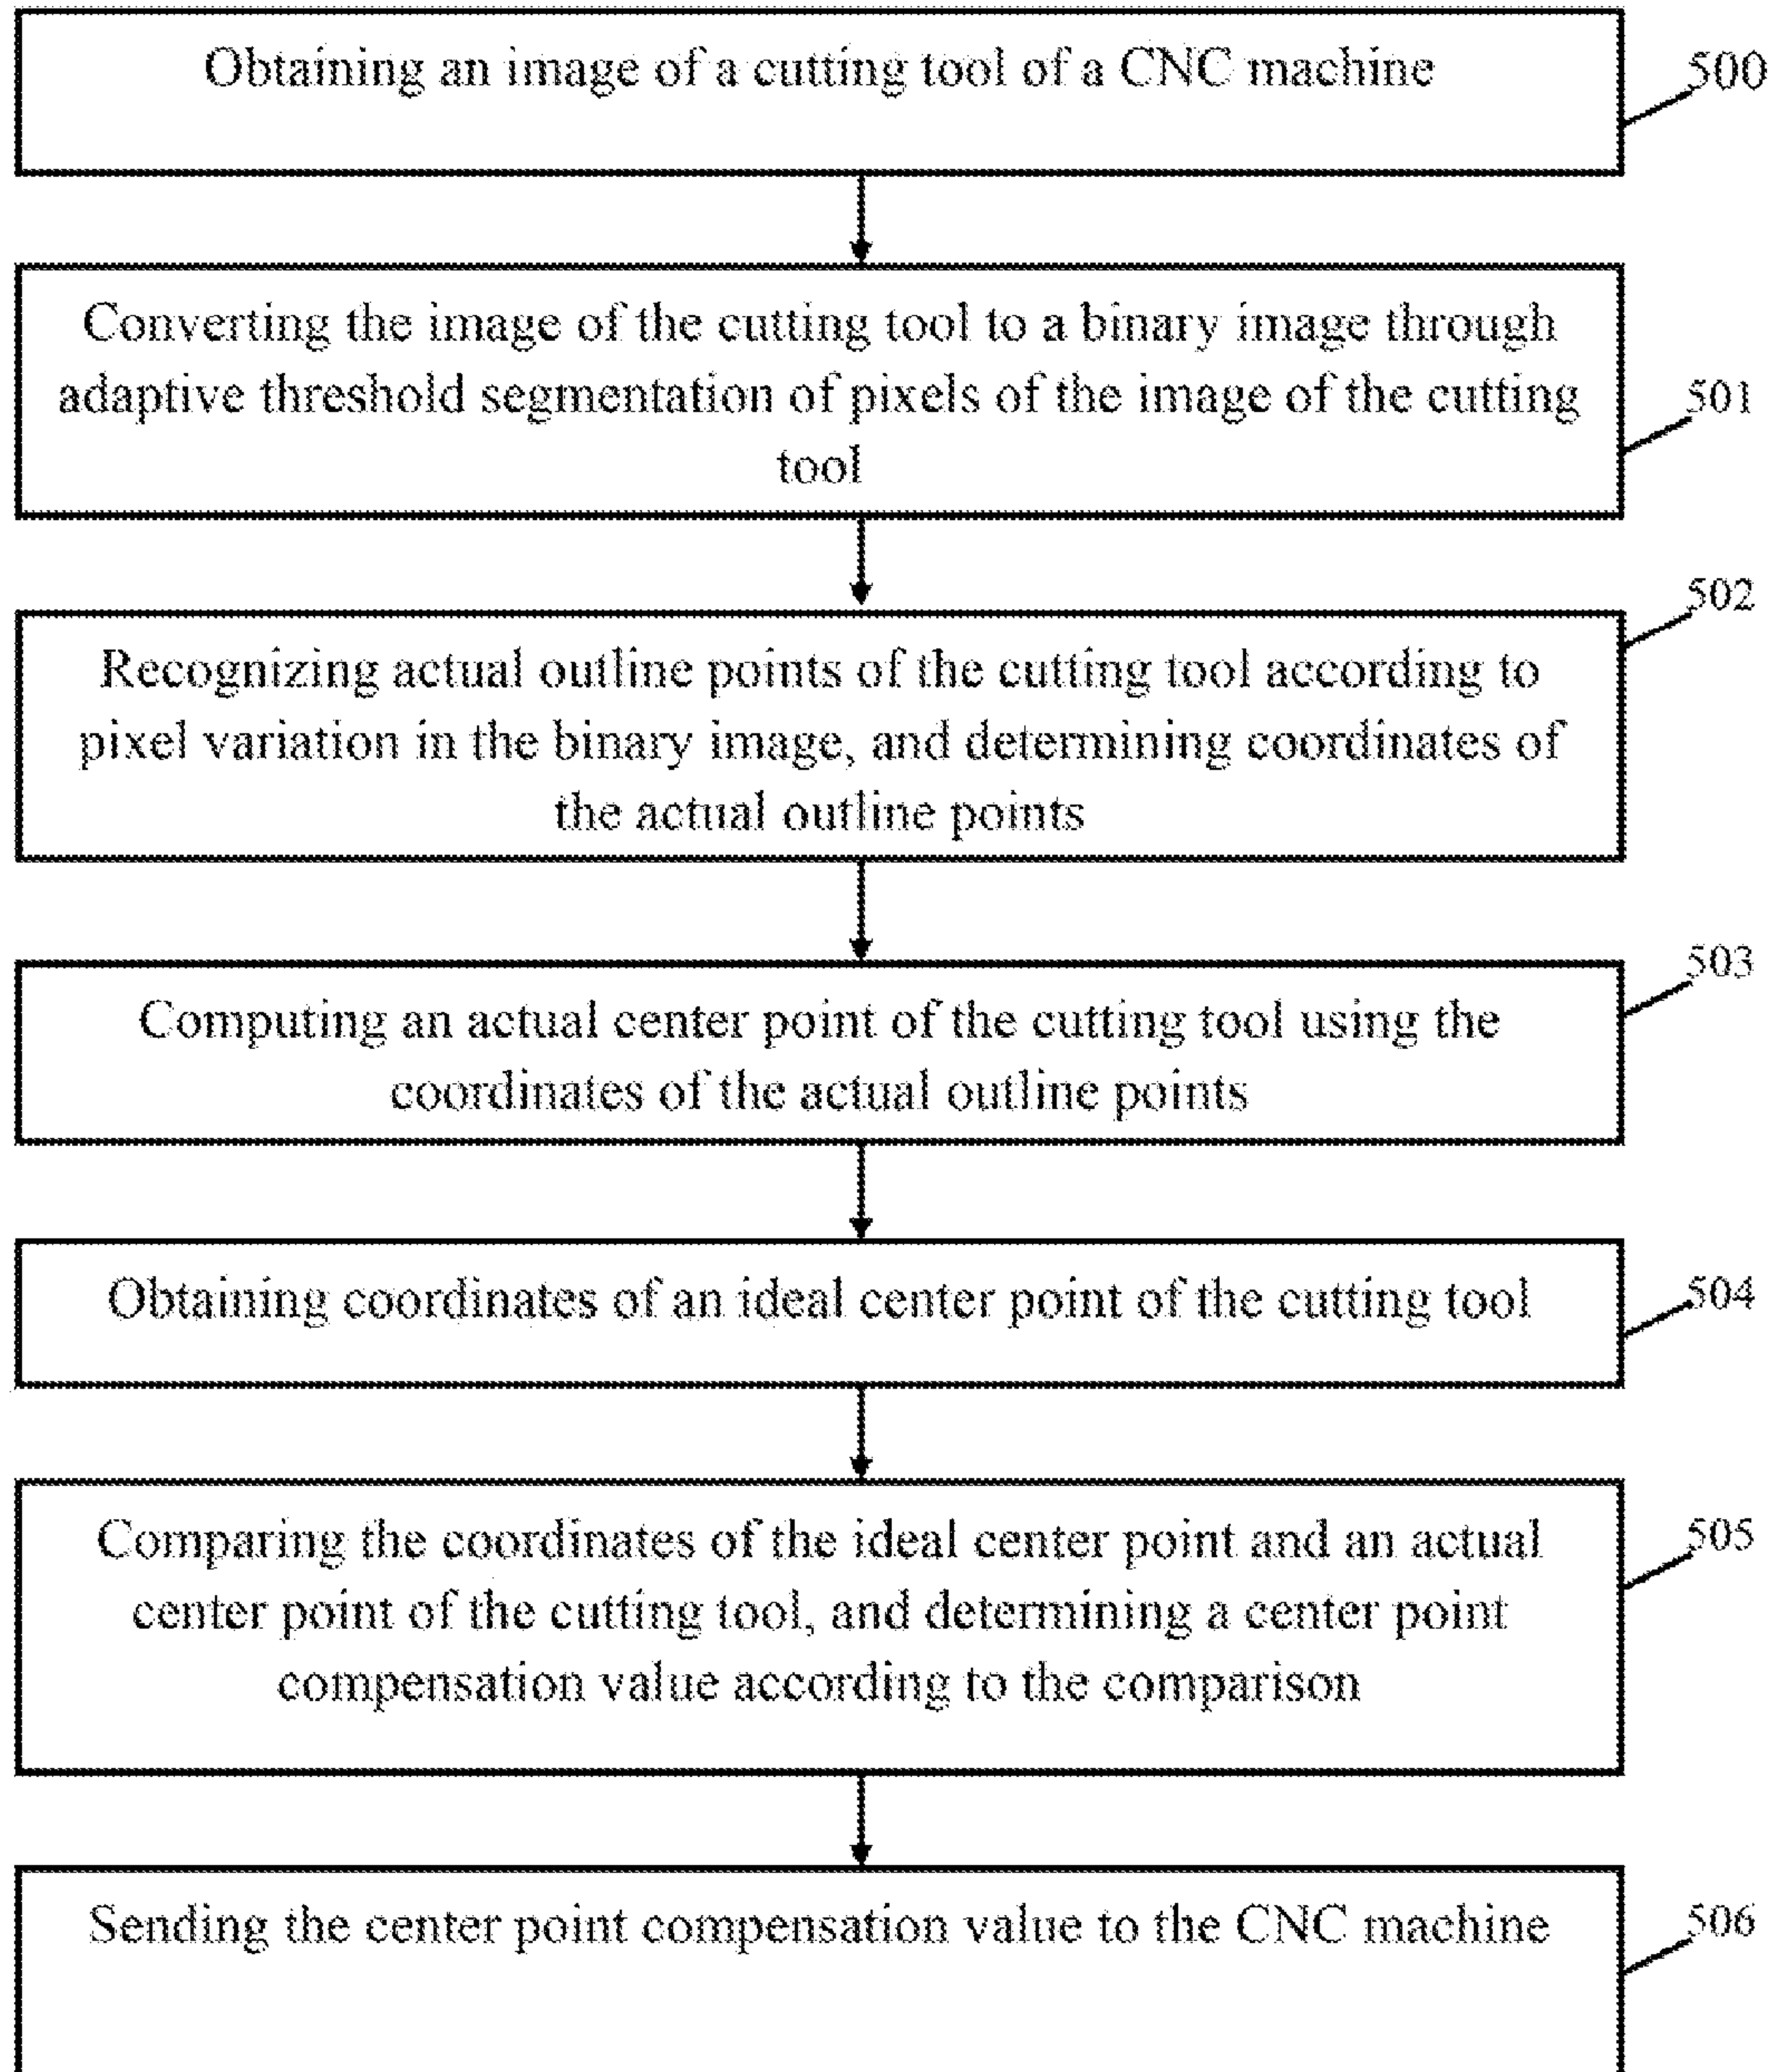 Obtaining an image of a cutting tool of a CNC machine
500
Converting the image of the cutting tool to a binary image through
adaptive threshold segmentation of pixels of the image of the cutting
tool
501
502
Recognizing actual outline points of the cutting tool according to
pixel variation in the binary image, and determining coordinates of
the actual outline points
503
Computing an actual center point of the cutting tool using the
coordinates of the actual outline points
Obtaining coordinates of an ideal center point of the cutting tool
504
Comparing the coordinates of the ideal center point and an actual
center point of the cutting tool, and determining a center point
compensation value according to the comparison
505
Sending the center point compensation value to the CNC machine
506